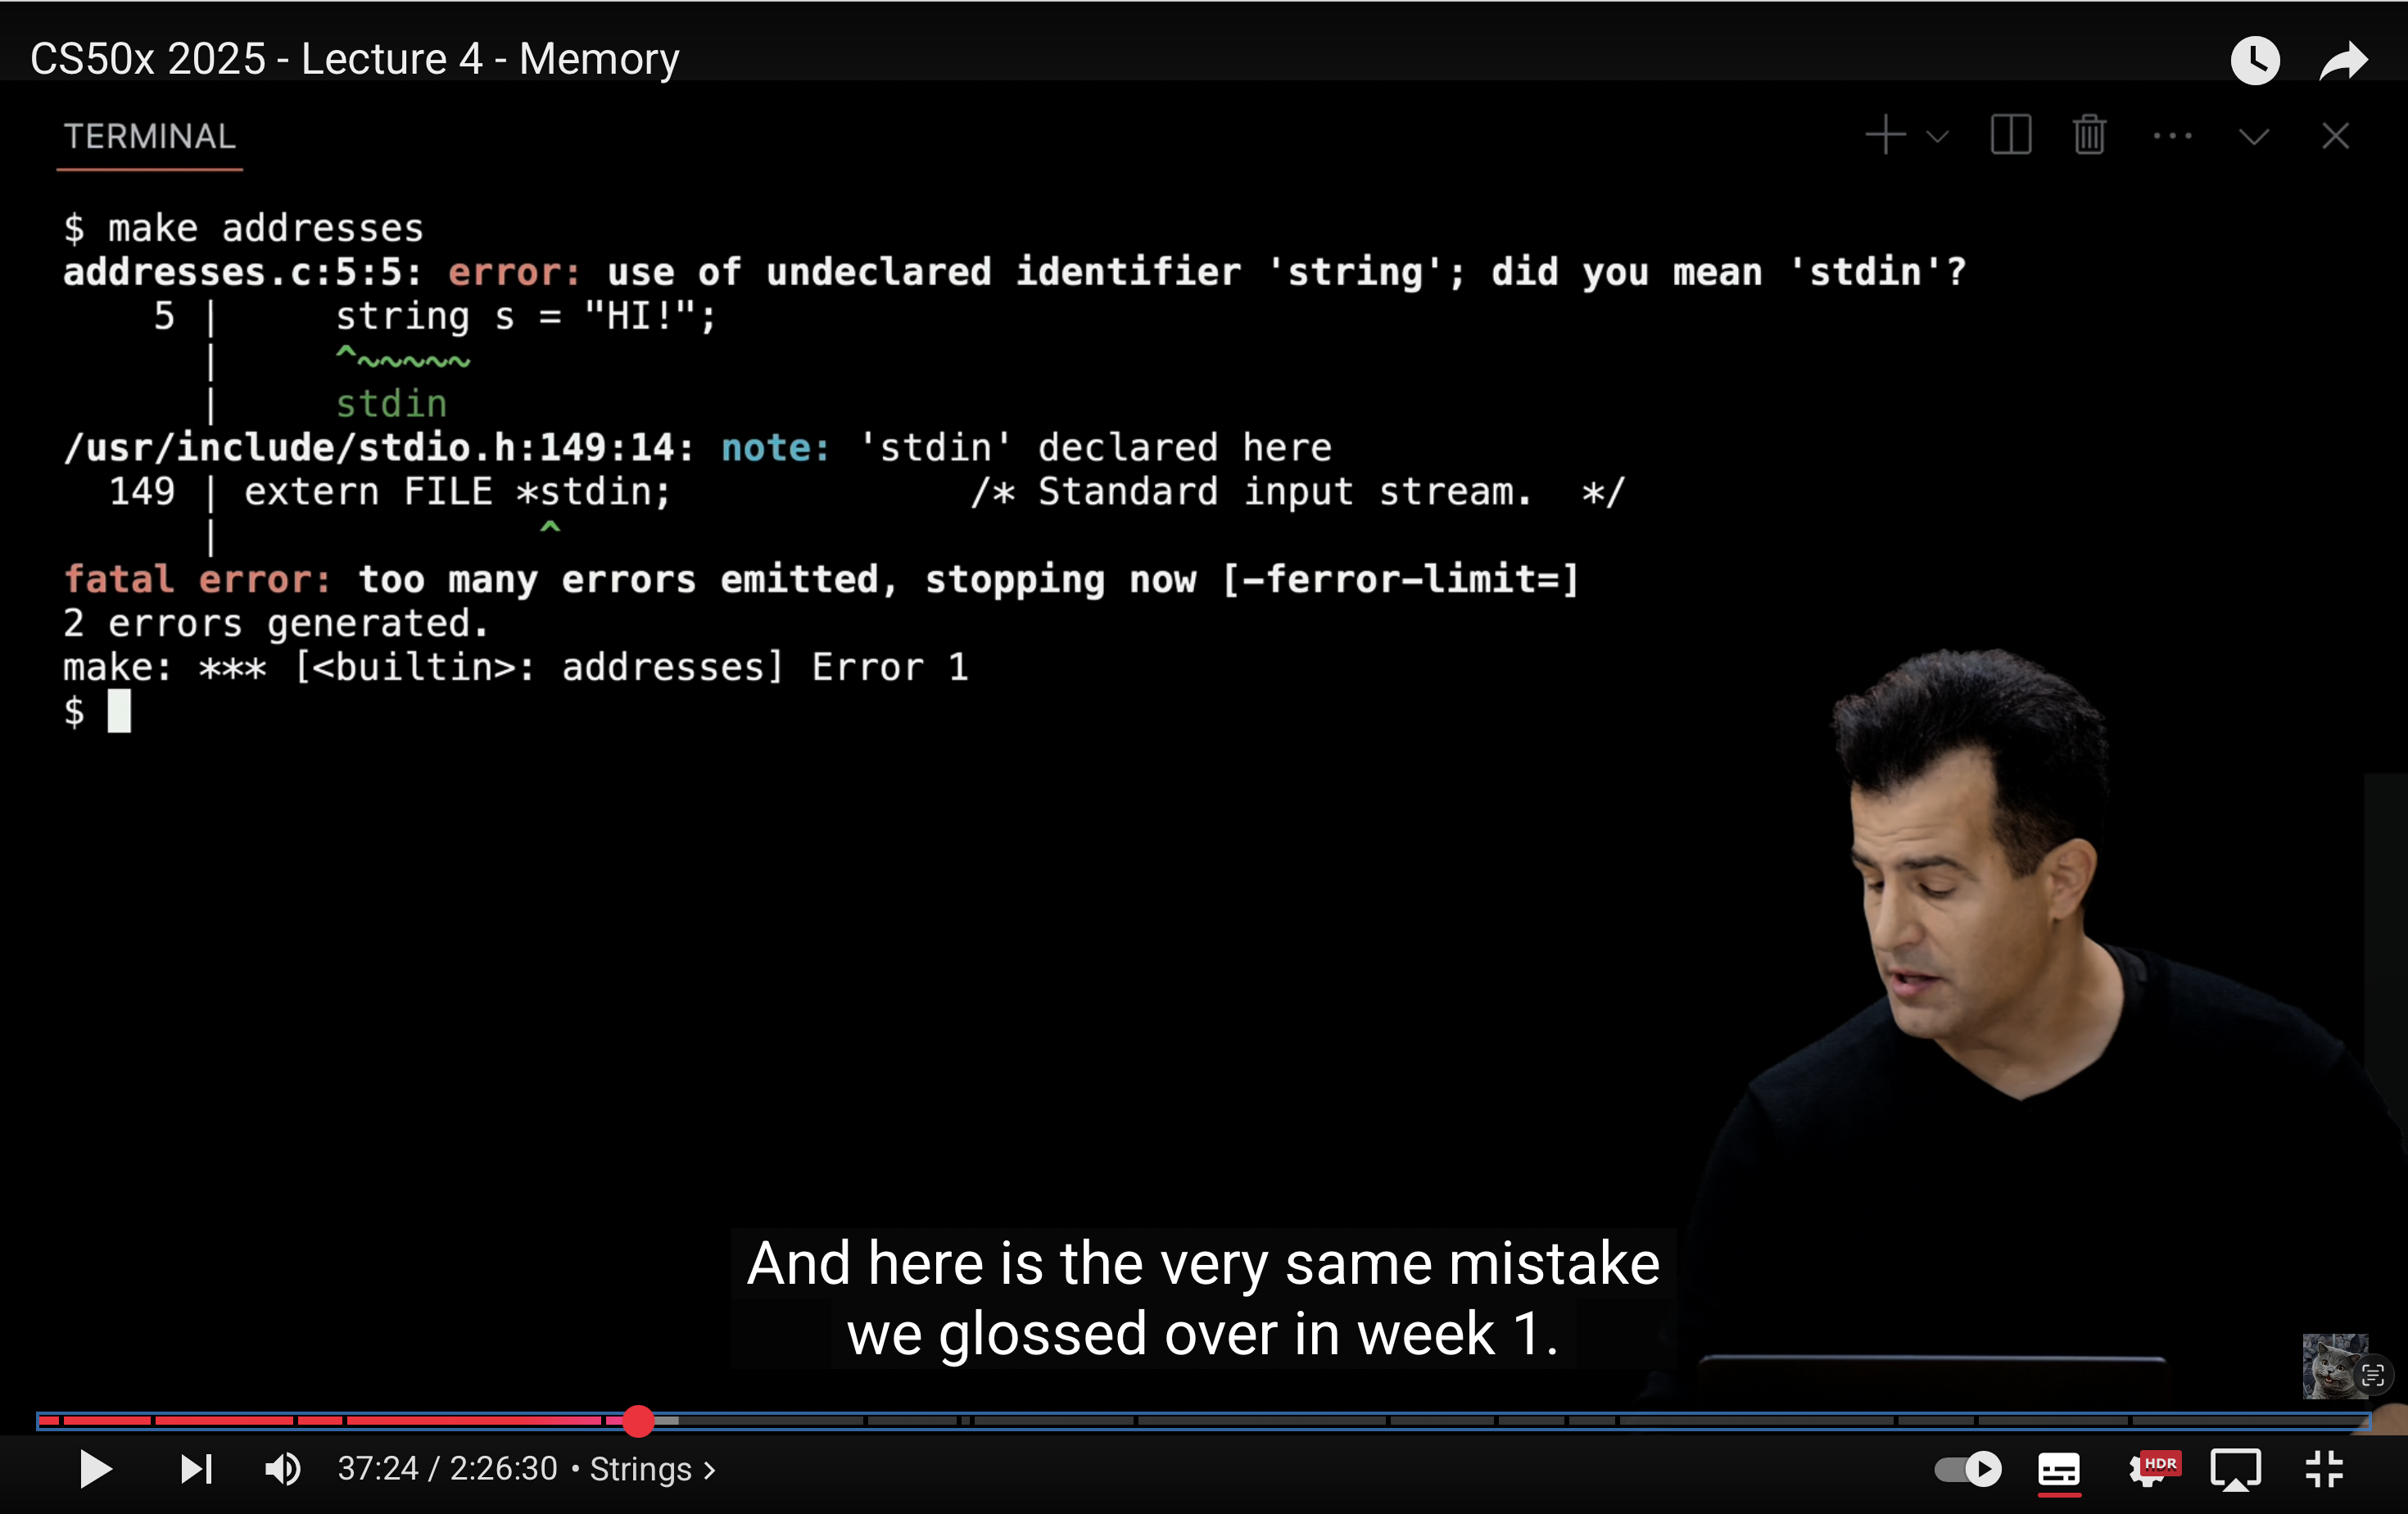 CS50x 2025 - Lecture 4 - Memory
TERMINAL
$ make addresses
addresses.c:5:5: error: use of undeclared identifier 'string'; did you mean 'stdin'?
    5 |     string s = "HI!";
      |     ^~~~~~
      |     stdin
/usr/include/stdio.h:149:14: note: 'stdin' declared here
  149 | extern FILE *stdin;             /* Standard input stream.  */
      |              ^
fatal error: too many errors emitted, stopping now [-ferror-limit=]
2 errors generated.
make: *** [<builtin>: addresses] Error 1
$
And here is the very same mistake
we glossed over in week 1.
37:24 / 2:26:30 • Strings >
HDR